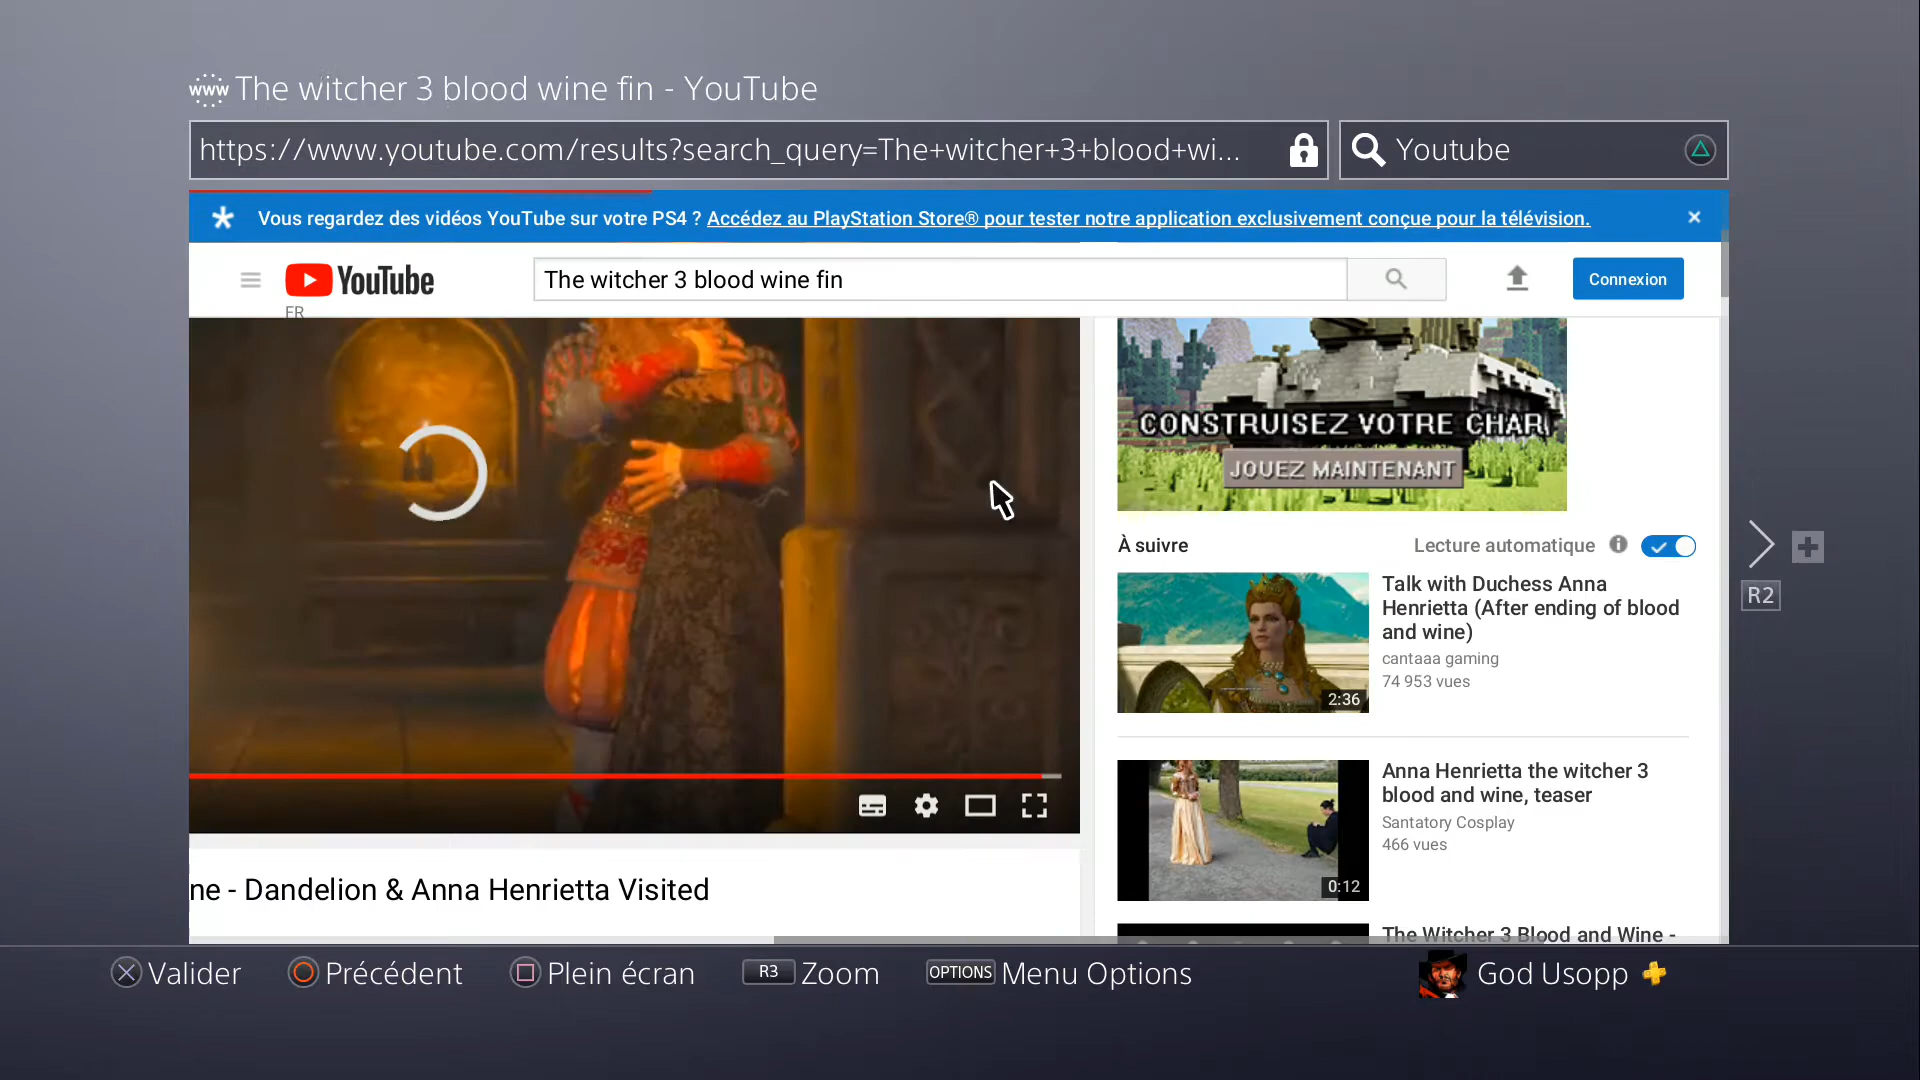 www The witcher 3 blood wine fin - YouTube
https://www.youtube.com/results?search_query=The+witcher+3+blood+wi...
Youtube
Vous regardez des vidéos YouTube sur votre PS4 ? Accédez au PlayStation Store® pour tester notre application exclusivement conçue pour la télévision.
YouTube
FR
The witcher 3 blood wine fin
Connexion
CONSTRUISEZ VOTRE CHAR
JOUEZ MAINTENANT
À suivre
Lecture automatique
Talk with Duchess Anna
Henrietta (After ending of blood
and wine)
cantaaa gaming
74 953 vues
2:36
Anna Henrietta the witcher 3
blood and wine, teaser
Santatory Cosplay
466 vues
0:12
The Witcher 3 Blood and Wine -
ne - Dandelion & Anna Henrietta Visited
R2
Valider
Précédent
Plein écran
R3 Zoom
OPTIONS Menu Options
God Usopp